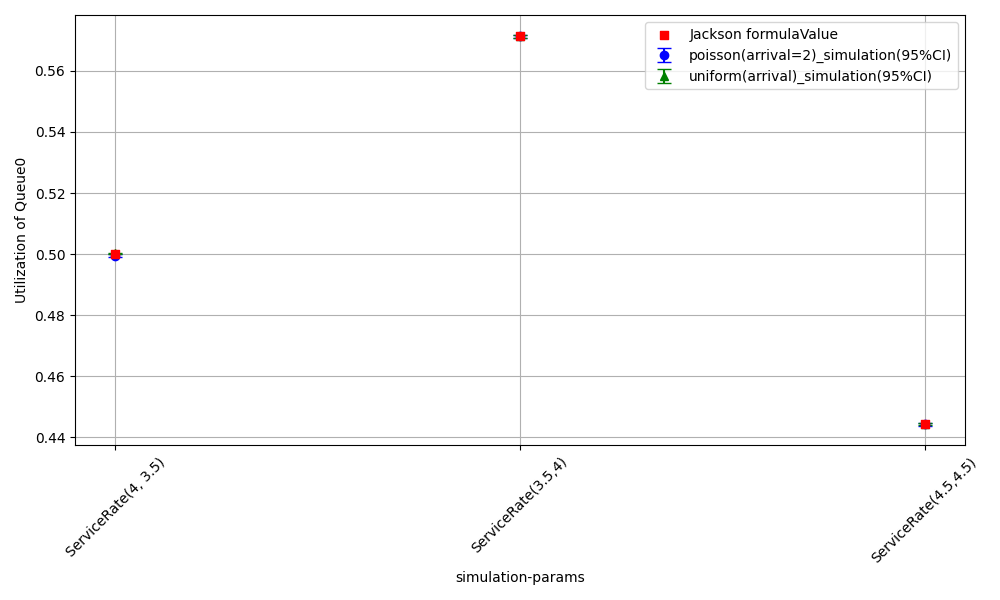 Jackson formulaValue
poisson(arrival=2)_simulation(95%CI)
uniform(arrival)_simulation(95%CI)
Utilization of Queue0
0.56
0.54
0.52
0.50
0.48
0.46
0.44
ServiceRate(4, 3.5)
ServiceRate(3.5,4)
ServiceRate(4.5,4.5)
simulation-params